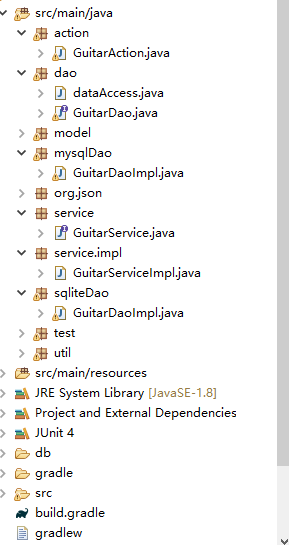 src/main/java
action
GuitarAction.java
dao
dataAccess.java
GuitarDao.java
model
mysqlDao
GuitarDaoImpl.java
org.json
service
GuitarService.java
service.impl
GuitarServiceImpl.java
sqliteDao
GuitarDaoImpl.java
test
util
src/main/resources
JRE System Library [JavaSE-1.8]
Project and External Dependencies
JUnit 4
db
gradle
src
build.gradle
gradlew